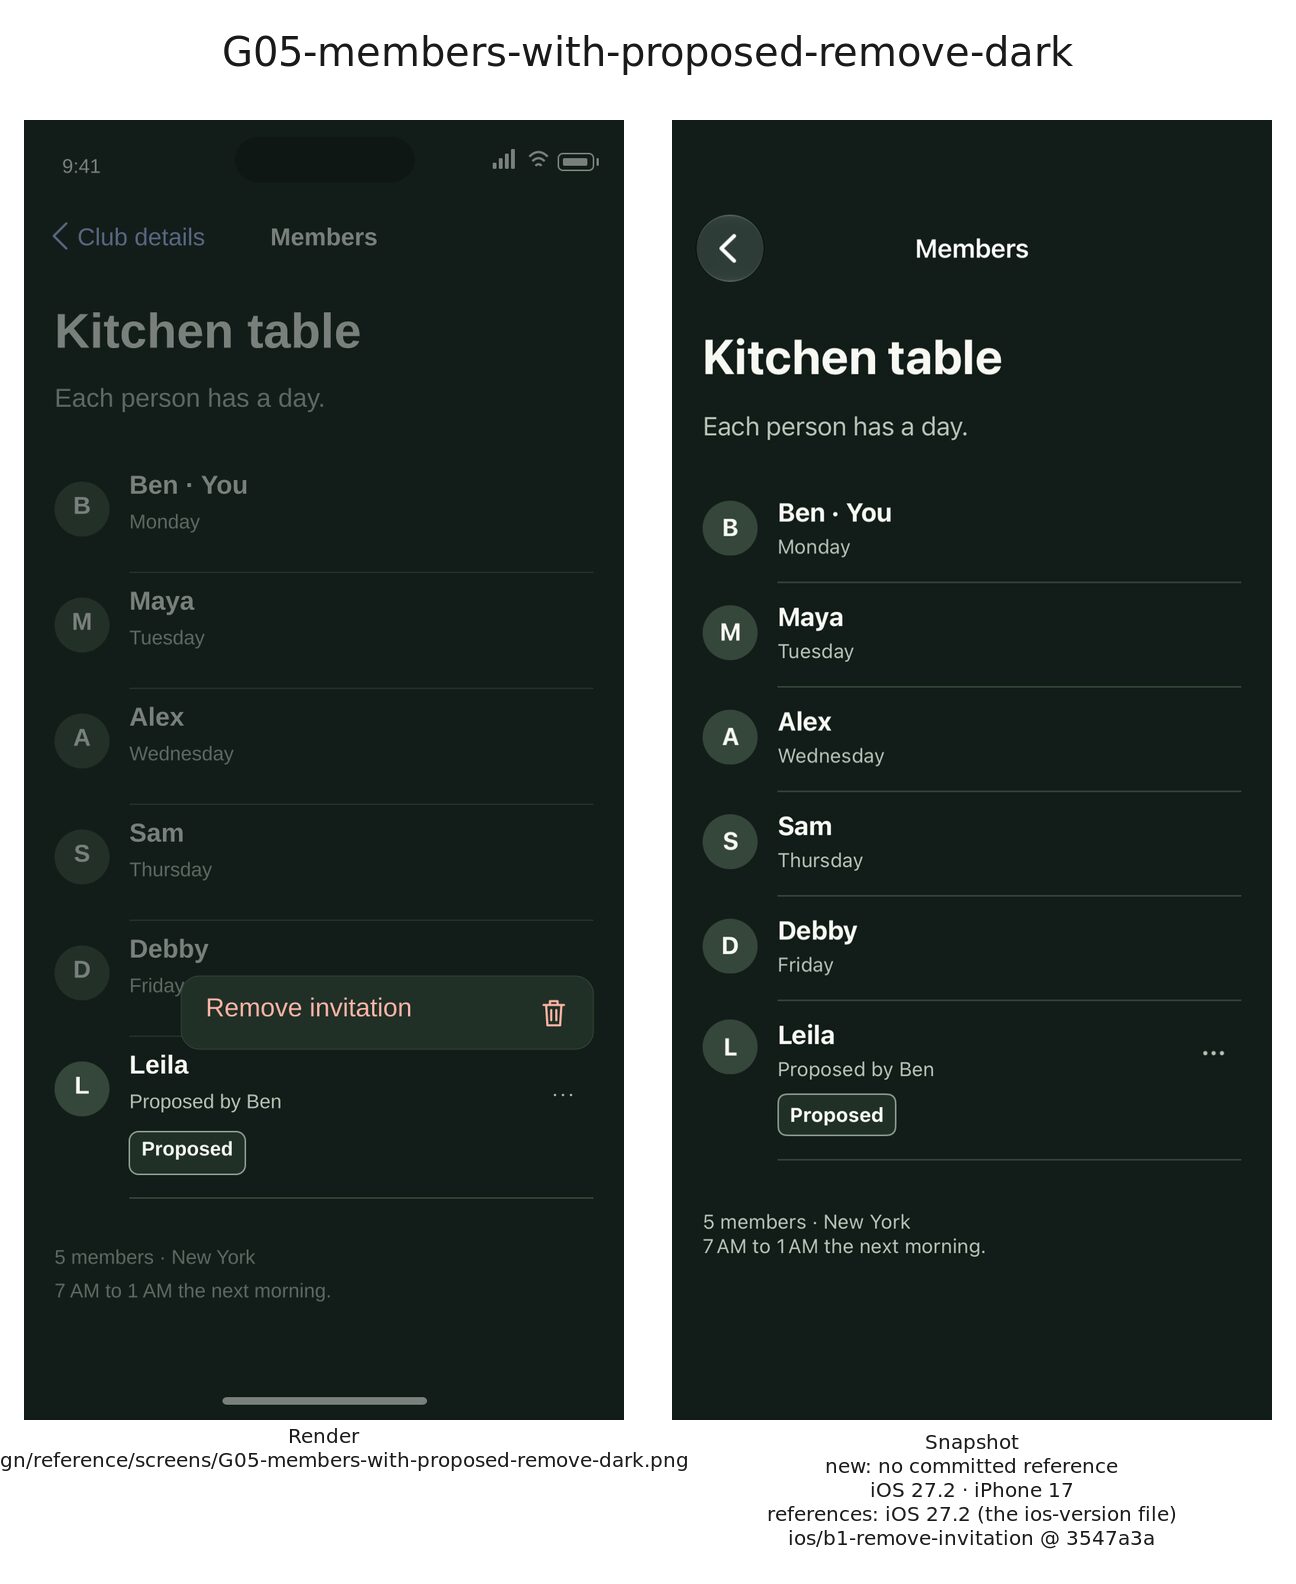 G05-members-with-proposed-remove-dark
9:41
Club details
Members
Kitchen table
Each person has a day.
B
Ben · You
Monday
M
Maya
Tuesday
A
Alex
Wednesday
S
Sam
Thursday
D
Debby
Friday
Remove invitation
L
Leila
Proposed by Ben
...
Proposed
5 members · New York
7 AM to 1 AM the next morning.
Render
gn/reference/screens/G05-members-with-proposed-remove-dark.png
Members
Kitchen table
Each person has a day.
B
Ben · You
Monday
M
Maya
Tuesday
A
Alex
Wednesday
S
Sam
Thursday
D
Debby
Friday
L
Leila
Proposed by Ben
...
Proposed
5 members · New York
7 AM to 1 AM the next morning.
Snapshot
new: no committed reference
iOS 27.2 · iPhone 17
references: iOS 27.2 (the ios-version file)
ios/b1-remove-invitation @ 3547a3a